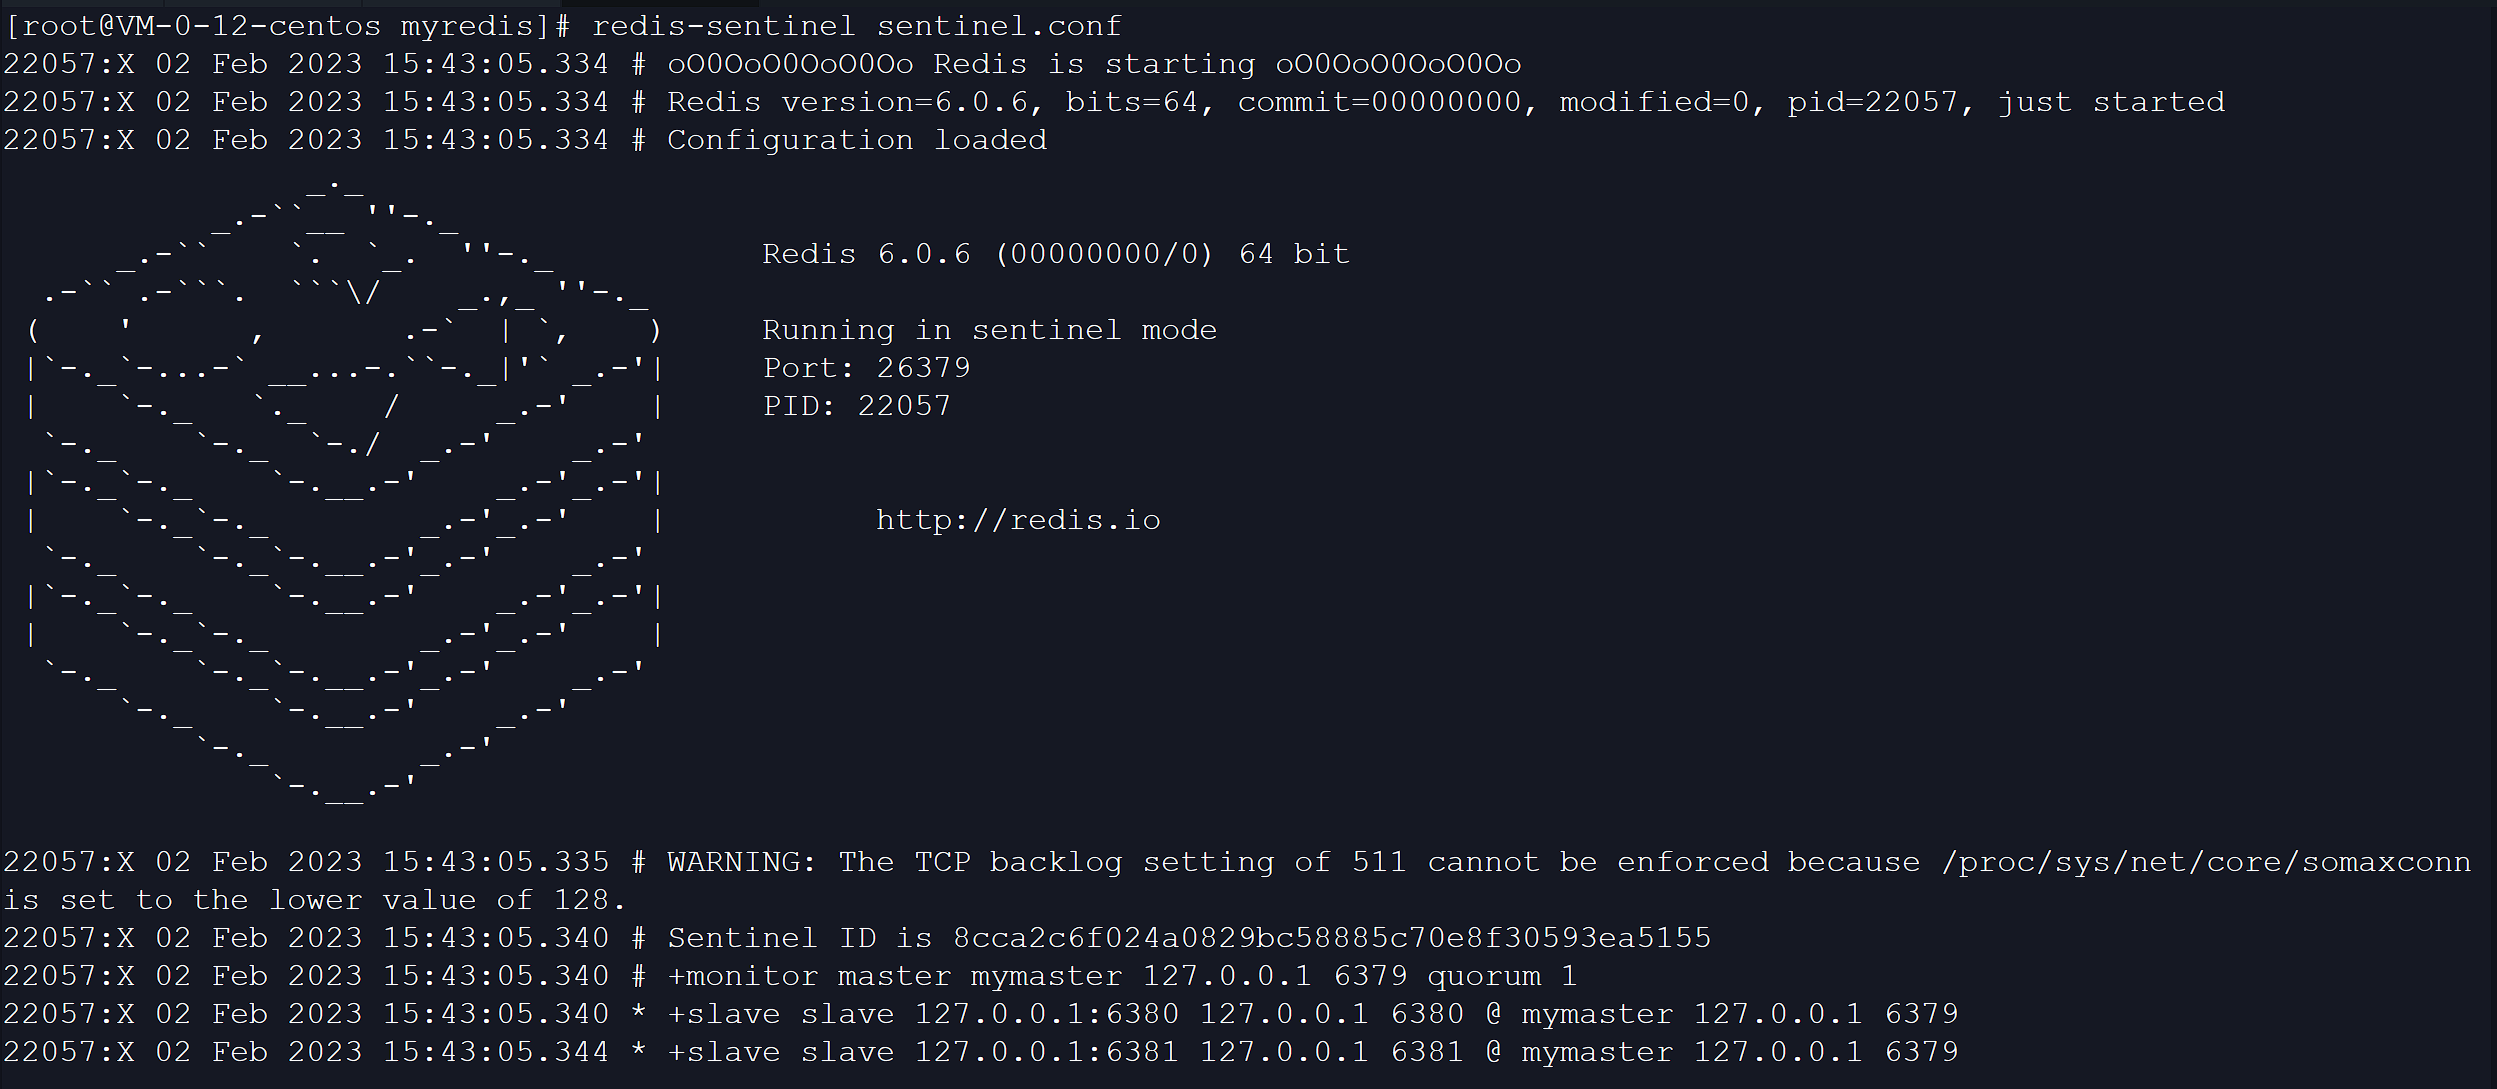 [root@VM-0-12-centos myredis]# redis-sentinel sentinel.conf
22057:X 02 Feb 2023 15:43:05.334 # oO0OoO0OoO0Oo Redis is starting oO0OoO0OoO0Oo
22057:X 02 Feb 2023 15:43:05.334 # Redis version=6.0.6, bits=64, commit=00000000, modified=0, pid=22057, just started
22057:X 02 Feb 2023 15:43:05.334 # Configuration loaded
Redis 6.0.6 (00000000/0) 64 bit
Running in sentinel mode
Port: 26379
PID: 22057
http://redis.io
22057:X 02 Feb 2023 15:43:05.335 # WARNING: The TCP backlog setting of 511 cannot be enforced because /proc/sys/net/core/somaxconn
is set to the lower value of 128.
22057:X 02 Feb 2023 15:43:05.340 # Sentinel ID is 8cca2c6f024a0829bc58885c70e8f30593ea5155
22057:X 02 Feb 2023 15:43:05.340 # +monitor master mymaster 127.0.0.1 6379 quorum 1
22057:X 02 Feb 2023 15:43:05.340 * +slave slave 127.0.0.1:6380 127.0.0.1 6380 @ mymaster 127.0.0.1 6379
22057:X 02 Feb 2023 15:43:05.344 * +slave slave 127.0.0.1:6381 127.0.0.1 6381 @ mymaster 127.0.0.1 6379